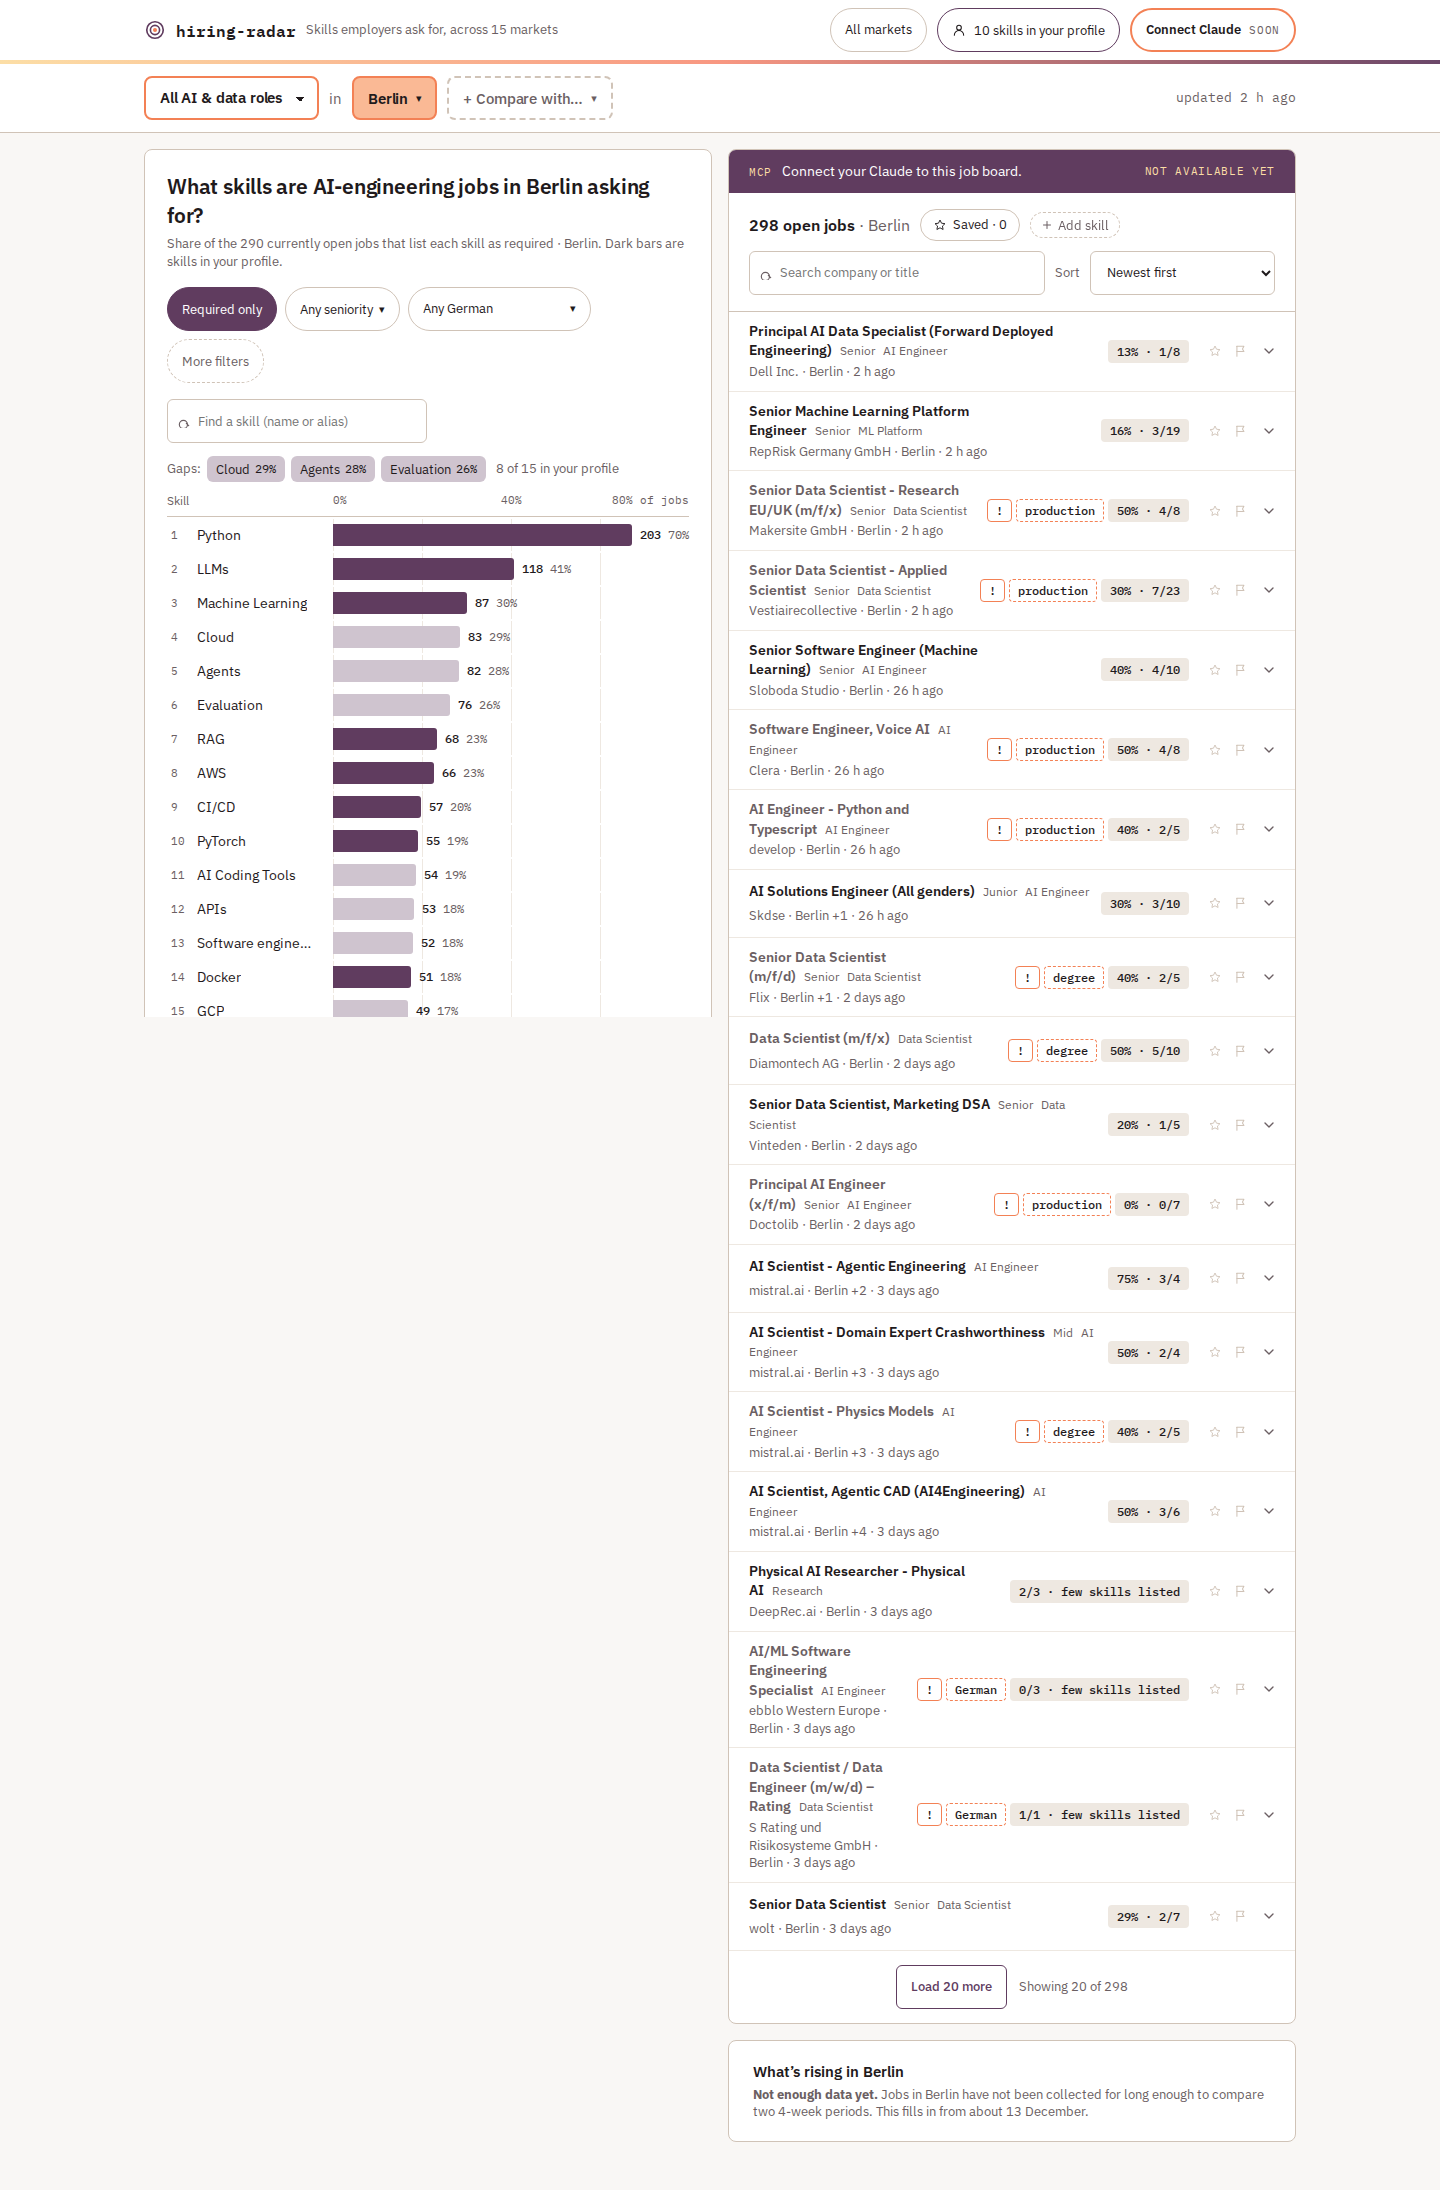 hiring-radar Skills employers ask for, across 15 markets
All markets
10 skills in your profile
Connect Claude SOON
All AI & data roles in Berlin ▾ + Compare with... ▾
updated 2 h ago
What skills are AI-engineering jobs in Berlin asking
for?
Share of the 290 currently open jobs that list each skill as required · Berlin. Dark bars are
skills in your profile.
Required only
Any seniority ▾
Any German ▾
More filters
Find a skill (name or alias)
Gaps: Cloud 29% Agents 28% Evaluation 26% 8 of 15 in your profile
Skill 0% 40% 80% of jobs
1 Python 203 70%
2 LLMs 118 41%
3 Machine Learning 87 30%
4 Cloud 83 29%
5 Agents 82 28%
6 Evaluation 76 26%
7 RAG 68 23%
8 AWS 66 23%
9 CI/CD 57 20%
10 PyTorch 55 19%
11 AI Coding Tools 54 19%
12 APIs 53 18%
13 Software engine... 52 18%
14 Docker 51 18%
15 GCP 49 17%
MCP Connect your Claude to this job board. NOT AVAILABLE YET
298 open jobs · Berlin Saved · 0 + Add skill
Search company or title
Sort Newest first
Principal AI Data Specialist (Forward Deployed
Engineering) Senior AI Engineer
Dell Inc. · Berlin · 2 h ago
13% · 1/8
Senior Machine Learning Platform
Engineer Senior ML Platform
RepRisk Germany GmbH · Berlin · 2 h ago
16% · 3/19
Senior Data Scientist - Research
EU/UK (m/f/x) Senior Data Scientist
Makersite GmbH · Berlin · 2 h ago
! production 50% · 4/8
Senior Data Scientist - Applied
Scientist Senior Data Scientist
Vestiairecollective · Berlin · 2 h ago
! production 30% · 7/23
Senior Software Engineer (Machine
Learning) Senior AI Engineer
Sloboda Studio · Berlin · 26 h ago
40% · 4/10
Software Engineer, Voice AI AI
Engineer
Clera · Berlin · 26 h ago
! production 50% · 4/8
AI Engineer - Python and
Typescript AI Engineer
develop · Berlin · 26 h ago
! production 40% · 2/5
AI Solutions Engineer (All genders) Junior AI Engineer
Skdse · Berlin +1 · 26 h ago
30% · 3/10
Senior Data Scientist
(m/f/d) Senior Data Scientist
Flix · Berlin +1 · 2 days ago
! degree 40% · 2/5
Data Scientist (m/f/x) Data Scientist
Diamontech AG · Berlin · 2 days ago
! degree 50% · 5/10
Senior Data Scientist, Marketing DSA Senior Data
Scientist
Vinteden · Berlin · 2 days ago
20% · 1/5
Principal AI Engineer
(x/f/m) Senior AI Engineer
Doctolib · Berlin · 2 days ago
! production 0% · 0/7
AI Scientist - Agentic Engineering AI Engineer
mistral.ai · Berlin +2 · 3 days ago
75% · 3/4
AI Scientist - Domain Expert Crashworthiness Mid AI
Engineer
mistral.ai · Berlin +3 · 3 days ago
50% · 2/4
AI Scientist - Physics Models AI
Engineer
mistral.ai · Berlin +3 · 3 days ago
! degree 40% · 2/5
AI Scientist, Agentic CAD (AI4Engineering) AI
Engineer
mistral.ai · Berlin +4 · 3 days ago
50% · 3/6
Physical AI Researcher - Physical
AI Research
DeepRec.ai · Berlin · 3 days ago
2/3 · few skills listed
AI/ML Software
Engineering
Specialist AI Engineer
ebblo Western Europe ·
Berlin · 3 days ago
! German 0/3 · few skills listed
Data Scientist / Data
Engineer (m/w/d) –
Rating Data Scientist
S Rating und
Risikosysteme GmbH ·
Berlin · 3 days ago
! German 1/1 · few skills listed
Senior Data Scientist Senior Data Scientist
wolt · Berlin · 3 days ago
29% · 2/7
Load 20 more Showing 20 of 298
What's rising in Berlin
Not enough data yet. Jobs in Berlin have not been collected for long enough to compare
two 4-week periods. This fills in from about 13 December.